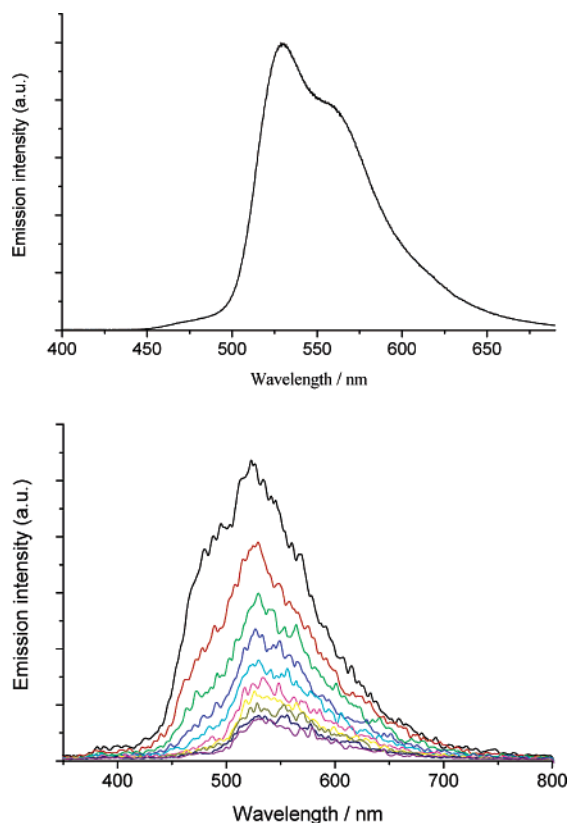 Emission intensity (a.u.)
400 450 500 550 600 650
Wavelength / nm
Emission intensity (a.u.)
400 500 600 700 800
Wavelength / nm